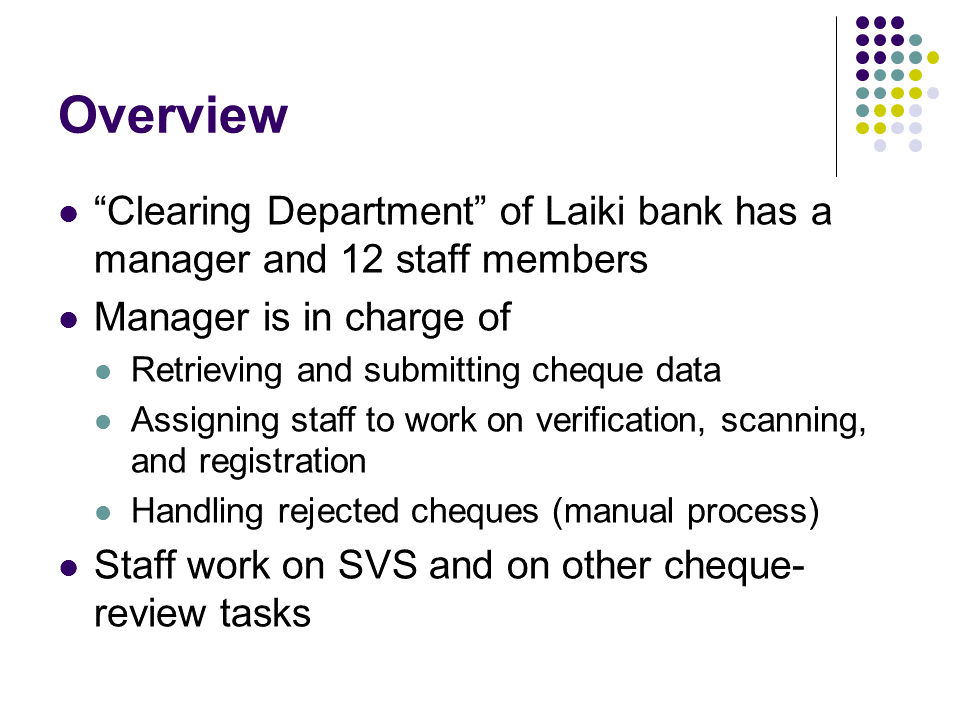 Overview
“Clearing Department” of Laiki bank has a
manager and 12 staff members
Manager is in charge of
Retrieving and submitting cheque data
Assigning staff to work on verification, scanning,
and registration
Handling rejected cheques (manual process)
Staff work on SVS and on other cheque-
review tasks